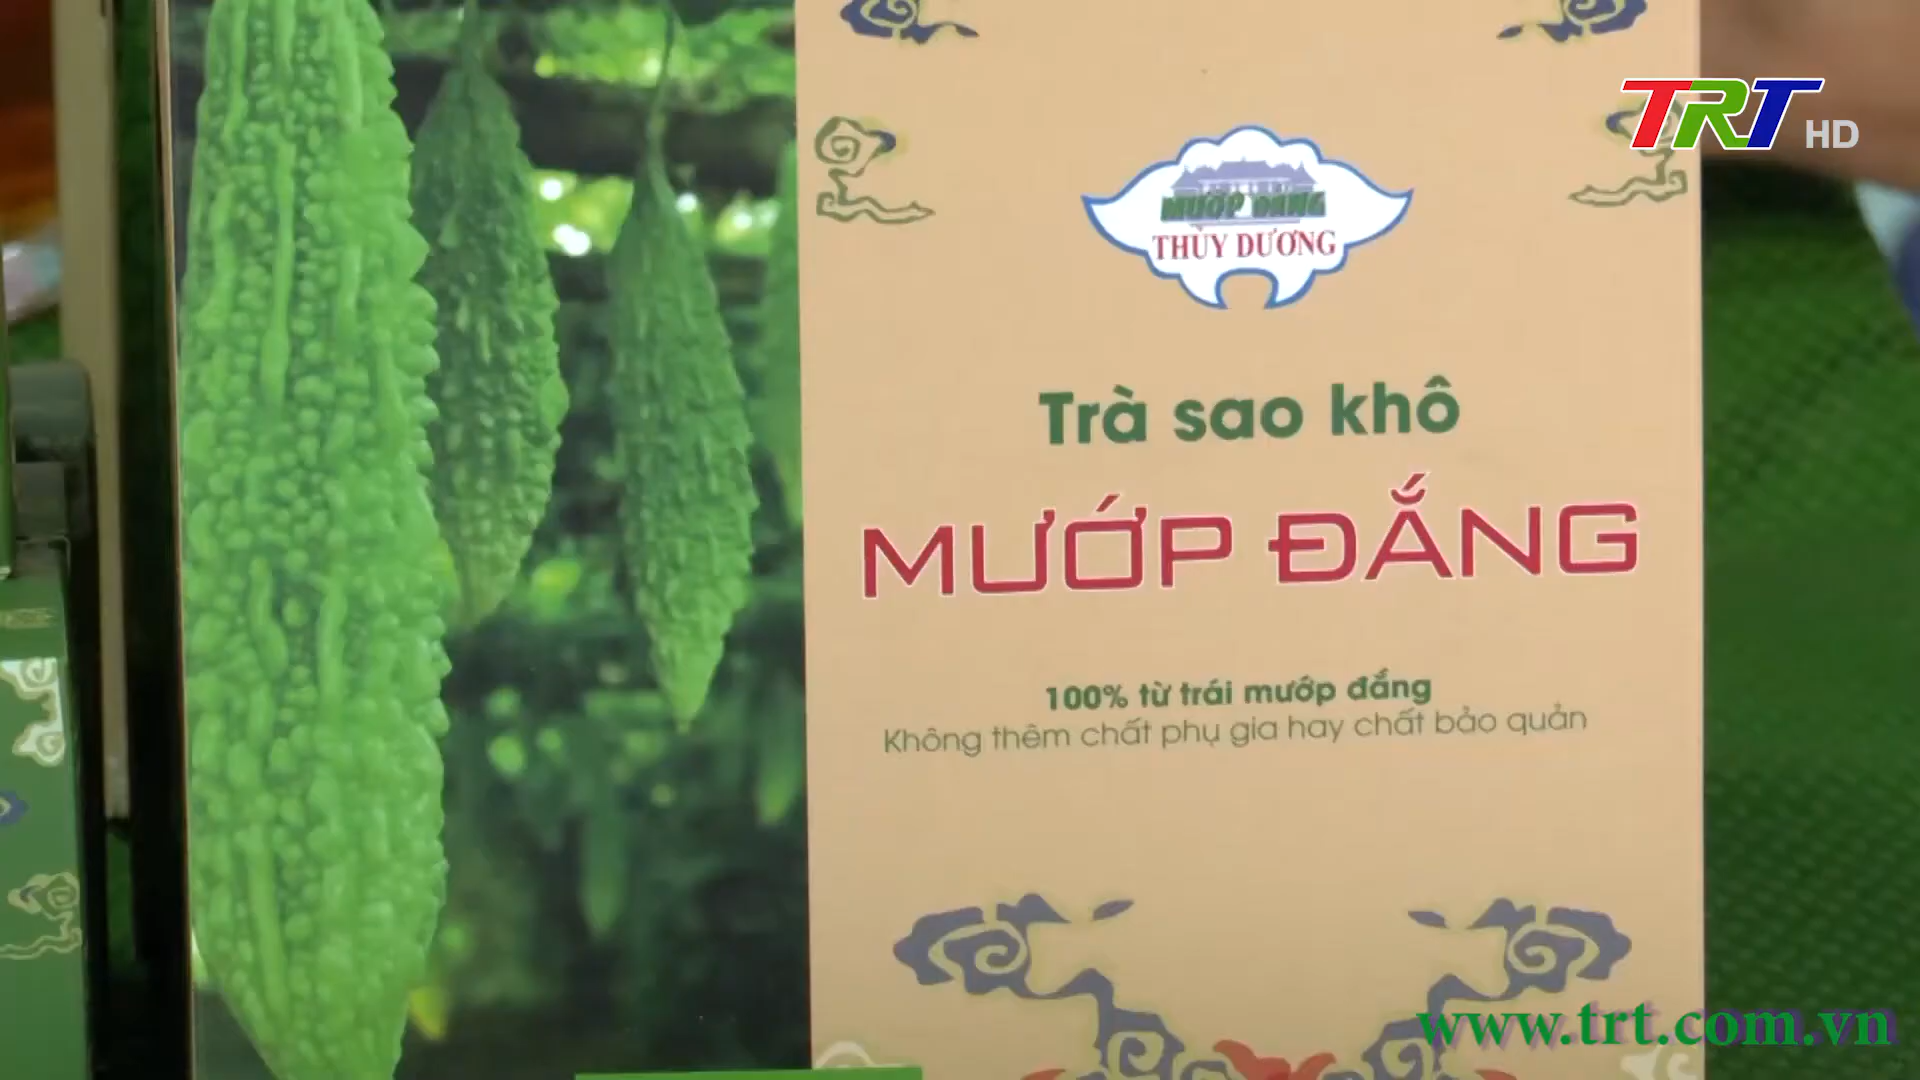 TRT HD
MƯỚP ĐẮNG
THỦY DƯƠNG
Trà sao khô
MƯỚP ĐẮNG
100% từ trái mướp đắng
Không thêm chất phụ gia hay chất bảo quản
www.trt.com.vn